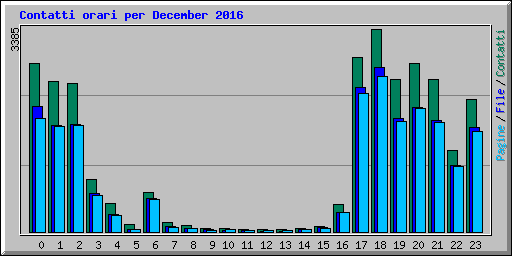 Contatti orari per December 2016
3385
Pagine/File/Contatti
0 1 2 3 4 5 6 7 8 9 10 11 12 13 14 15 16 17 18 19 20 21 22 23